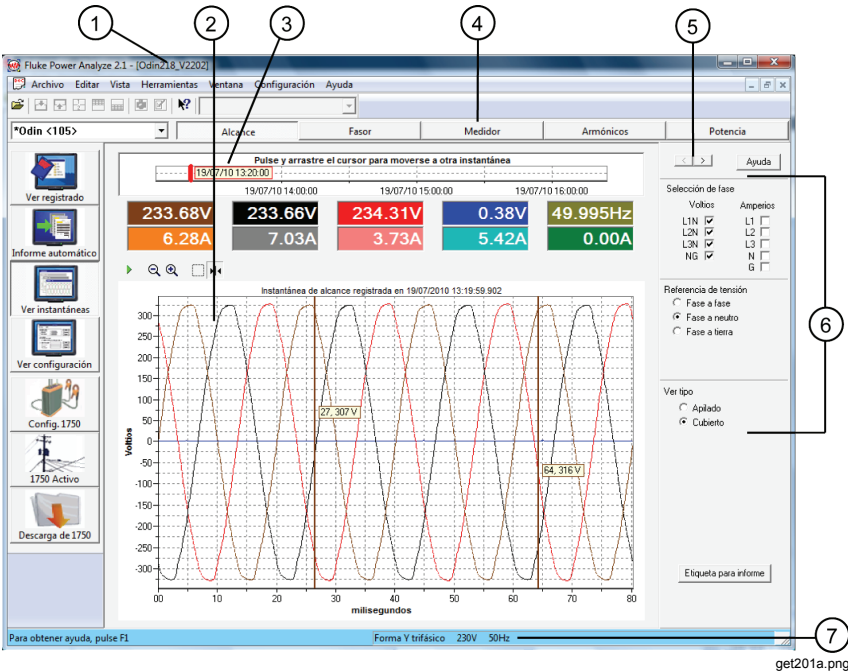 1
2
3
4
5
Fluke Power Analyze 2.1 - [Odin218_V2202]
Archivo Editar Vista Herramientas Ventana Configuración Ayuda
*Odin <105>
Alcance
Fasor
Medidor
Armónicos
Potencia
Pulse y arrastre el cursor para moverse a otra instantánea
19/07/10 13:20:00
19/07/10 14:00:00
19/07/10 15:00:00
19/07/10 16:00:00
233.68V
233.66V
234.31V
0.38V
49.995Hz
6.28A
7.03A
3.73A
5.42A
0.00A
Ver registrado
Informe automático
Ver instantáneas
Ver configuración
Config. 1750
1750 Activo
Descarga de 1750
Instantánea de alcance registrada en 19/07/2010 13:19:59.902
Voltios
300
250
200
150
100
50
0
-50
-100
-150
-200
-250
-300
27, 307 V
64, 316 V
00 10 20 30 40 50 60 70 80
milisegundos
< >
Ayuda
Selección de fase
Voltios Amperios
L1N L1
L2N L2
L3N L3
NG N
G
Referencia de tensión
Fase a fase
Fase a neutro
Fase a tierra
6
Ver tipo
Apilado
Cubierto
Etiqueta para informe
Para obtener ayuda, pulse F1
Forma Y trifásico 230V 50Hz
7
get201a.png